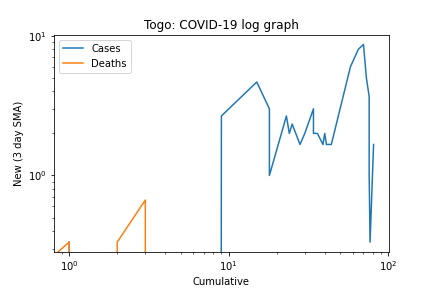 Togo: COVID-19 log graph
Cases
Deaths
10¹
10⁰
New (3 day SMA)
10⁰
10¹
10²
Cumulative